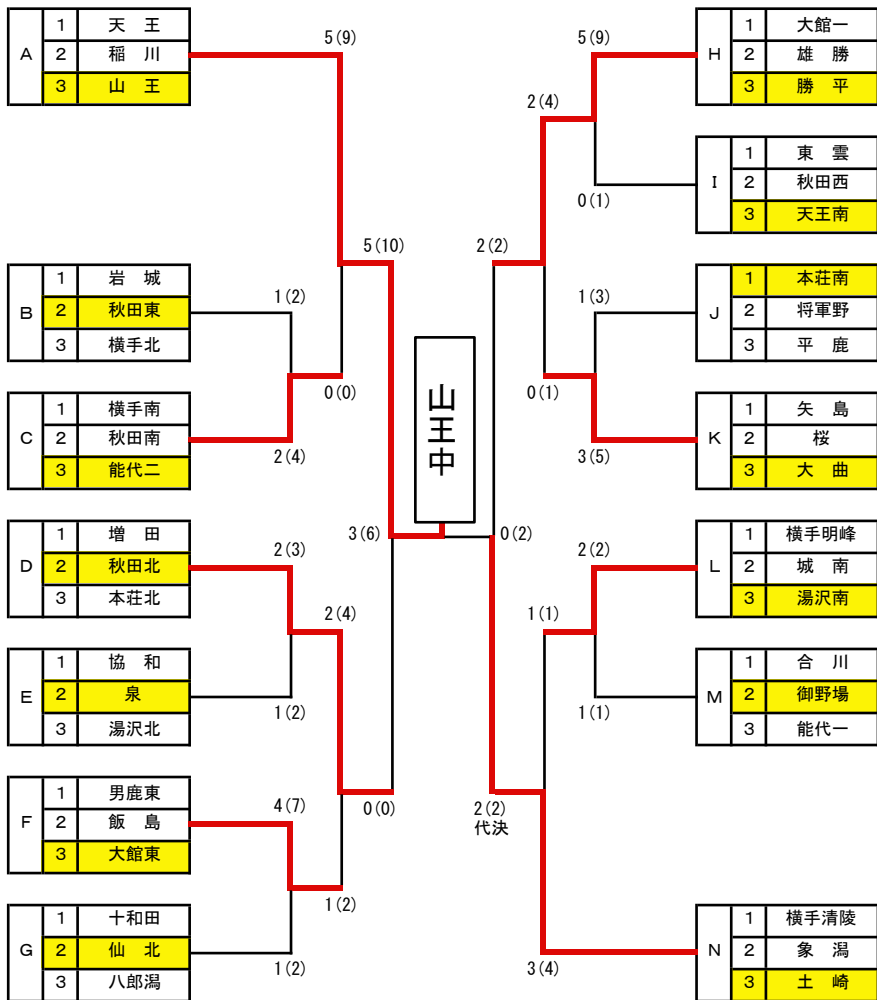 A
1 天　王
2 稲　川
3 山　王
B
1 岩　城
2 秋田東
3 横手北
C
1 横手南
2 秋田南
3 能代二
D
1 増　田
2 秋田北
3 本荘北
E
1 協　和
2 泉
3 湯沢北
F
1 男鹿東
2 飯　島
3 大館東
G
1 十和田
2 仙　北
3 八郎潟
5(9)
1(2)
2(4)
5(10)
0(0)
2(3)
1(2)
2(4)
4(7)
1(2)
1(2)
0(0)
3(6)
山王中
0(2)
2(2)
2(2)
代決
2(4)
0(1)
1(1)
3(4)
5(9)
0(1)
1(3)
3(5)
2(2)
1(1)
H
1 大館一
2 雄　勝
3 勝　平
I
1 東　雲
2 秋田西
3 天王南
J
1 本荘南
2 将軍野
3 平　鹿
K
1 矢　島
2 桜
3 大　曲
L
1 横手明峰
2 城　南
3 湯沢南
M
1 合　川
2 御野場
3 能代一
N
1 横手清陵
2 象　潟
3 土　崎